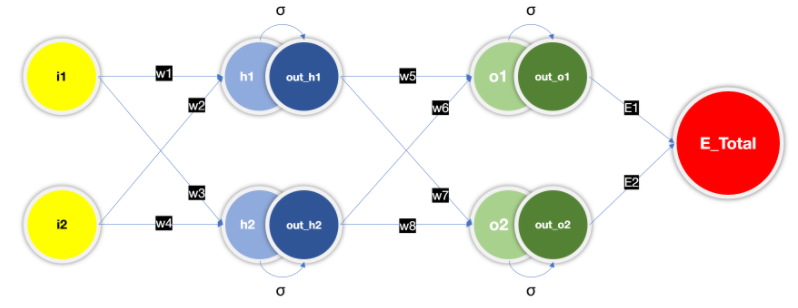 σ
σ
i1
w1
h1
out_h1
w5
o1
out_o1
w2
w6
E1
E_Total
w3
w7
E2
i2
w4
h2
out_h2
w8
o2
out_o2
σ
σ